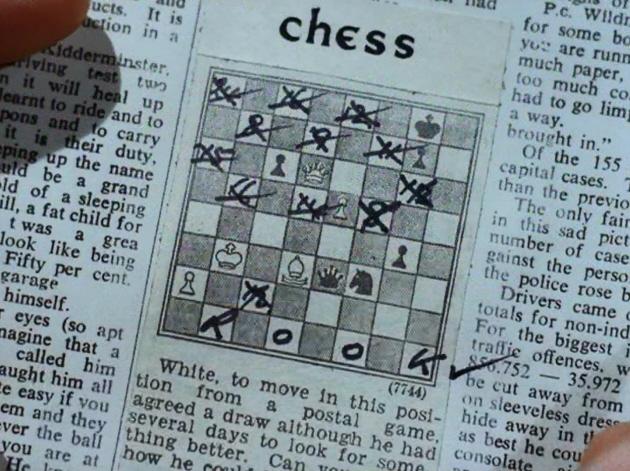 ucts. It is
uction in a
Kidderminster.
riving test two
it will heal up
learnt to ride and to
pons and to carry
it is their duty,
eping up the name
uld be a grand
ld of a sleeping
ill, a fat child for
t was a grea
look like being
Fifty per cent.
garage
himself.
r eyes (so apt
magine that a
called him
aught him all
te easy if you
em and they
ver the ball
you are at
chess
(7744)
White, to move in this posi-
tion from a postal game,
agreed a draw although he had
several days to look for some
thing better. Can
how he
had
P.c. Wildn
for some bo
you are runn
much paper,
too much co
had to go limp
a way.
brought in."
Of the 155
capital cases. T
than the previo
The only fair
in this sad pict
number of case
gainst the perso
the police rose b
Drivers came
totals for non-ind
For the biggest i
traffic offences, w
850.752 — 35,972
be cut away from
on sleeveless dress
hide away in th
as best he cou
consolate